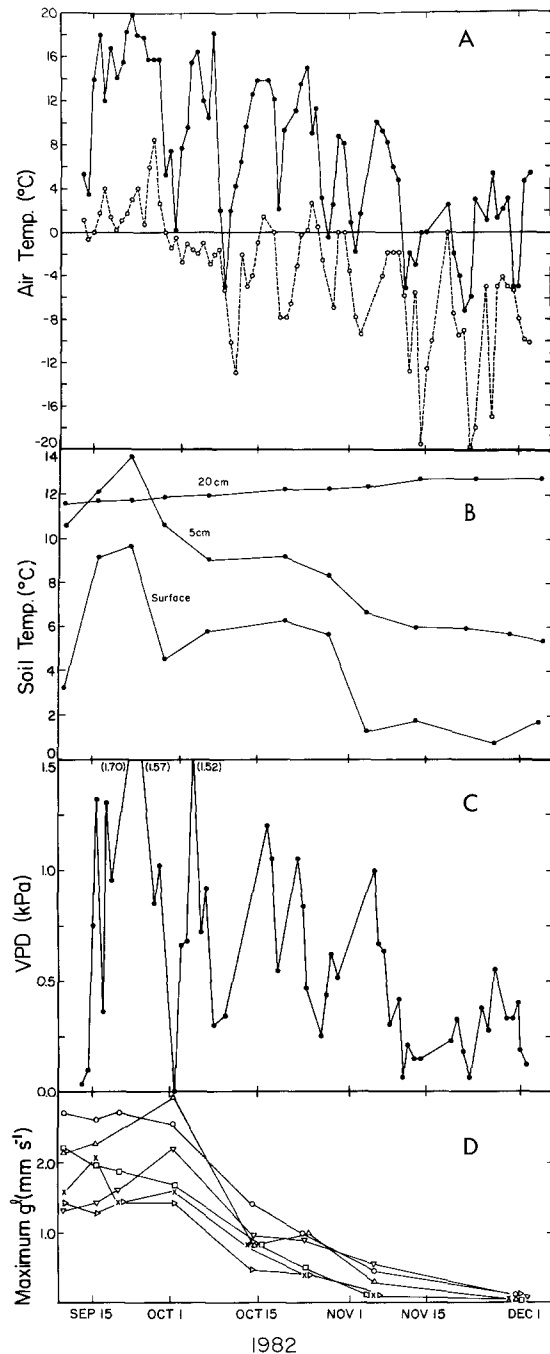 A
Air Temp. (°C)
20
16
12
8
4
0
-4
-8
-12
-16
-20
B
Soil Temp. (°C)
14
12
10
8
6
4
2
0
20 cm
5cm
Surface
C
VPD (kPa)
1.5
1.0
0.5
0.0
(1.70)
(1.57)
(1.52)
D
Maximum gˡ (mm s⁻¹)
2.0
1.0
SEP 15
OCT 1
OCT 15
NOV 1
NOV 15
DEC 1
1982